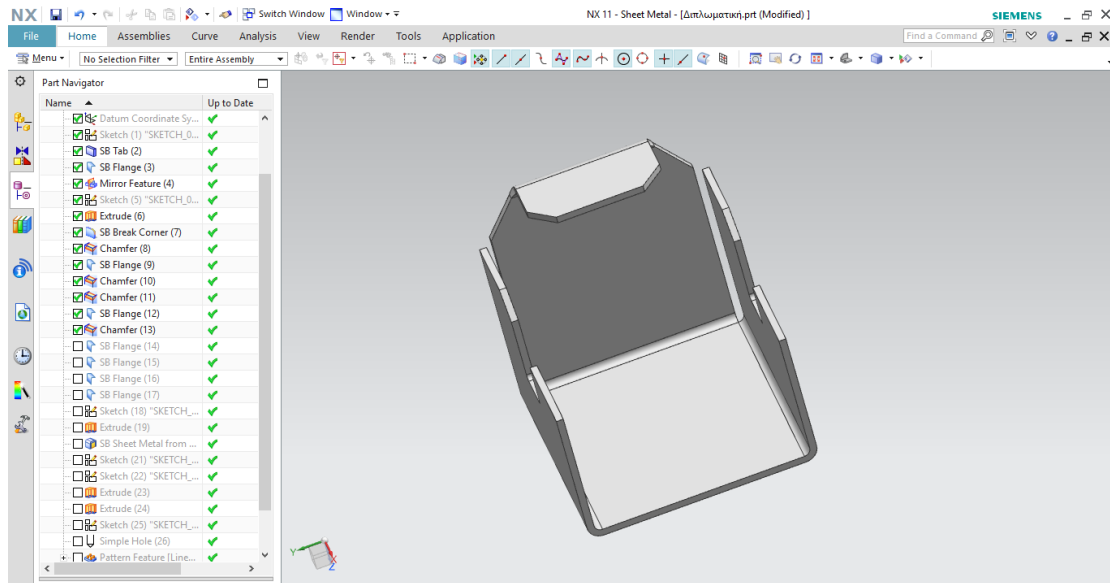 NX Switch Window Window NX 11 - Sheet Metal - [Διπλωματική.prt (Modified) ] SIEMENS
File Home Assemblies Curve Analysis View Render Tools Application Find a Command
Menu No Selection Filter Entire Assembly
Part Navigator
Name Up to Date
Datum Coordinate Sy...
Sketch (1) "SKETCH_0...
SB Tab (2)
SB Flange (3)
Mirror Feature (4)
Sketch (5) "SKETCH_0...
Extrude (6)
SB Break Corner (7)
Chamfer (8)
SB Flange (9)
Chamfer (10)
Chamfer (11)
SB Flange (12)
Chamfer (13)
SB Flange (14)
SB Flange (15)
SB Flange (16)
SB Flange (17)
Sketch (18) "SKETCH_...
Extrude (19)
SB Sheet Metal from ...
Sketch (21) "SKETCH_...
Sketch (22) "SKETCH_...
Extrude (23)
Extrude (24)
Sketch (25) "SKETCH_...
Simple Hole (26)
Pattern Feature [Line...
Y X
Z